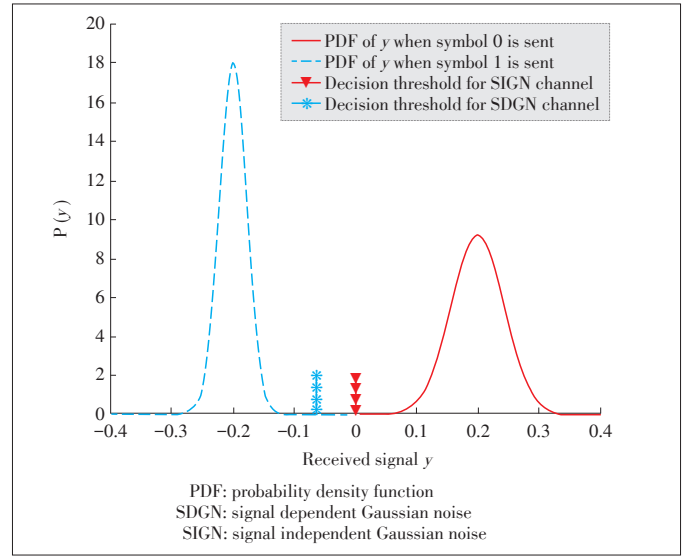 20
18
16
14
12
10
8
6
4
2
0
P (y)
PDF of y when symbol 0 is sent
PDF of y when symbol 1 is sent
Decision threshold for SIGN channel
Decision threshold for SDGN channel
−0.4 −0.3 −0.2 −0.1 0 0.1 0.2 0.3 0.4
Received signal y
PDF: probability density function
SDGN: signal dependent Gaussian noise
SIGN: signal independent Gaussian noise